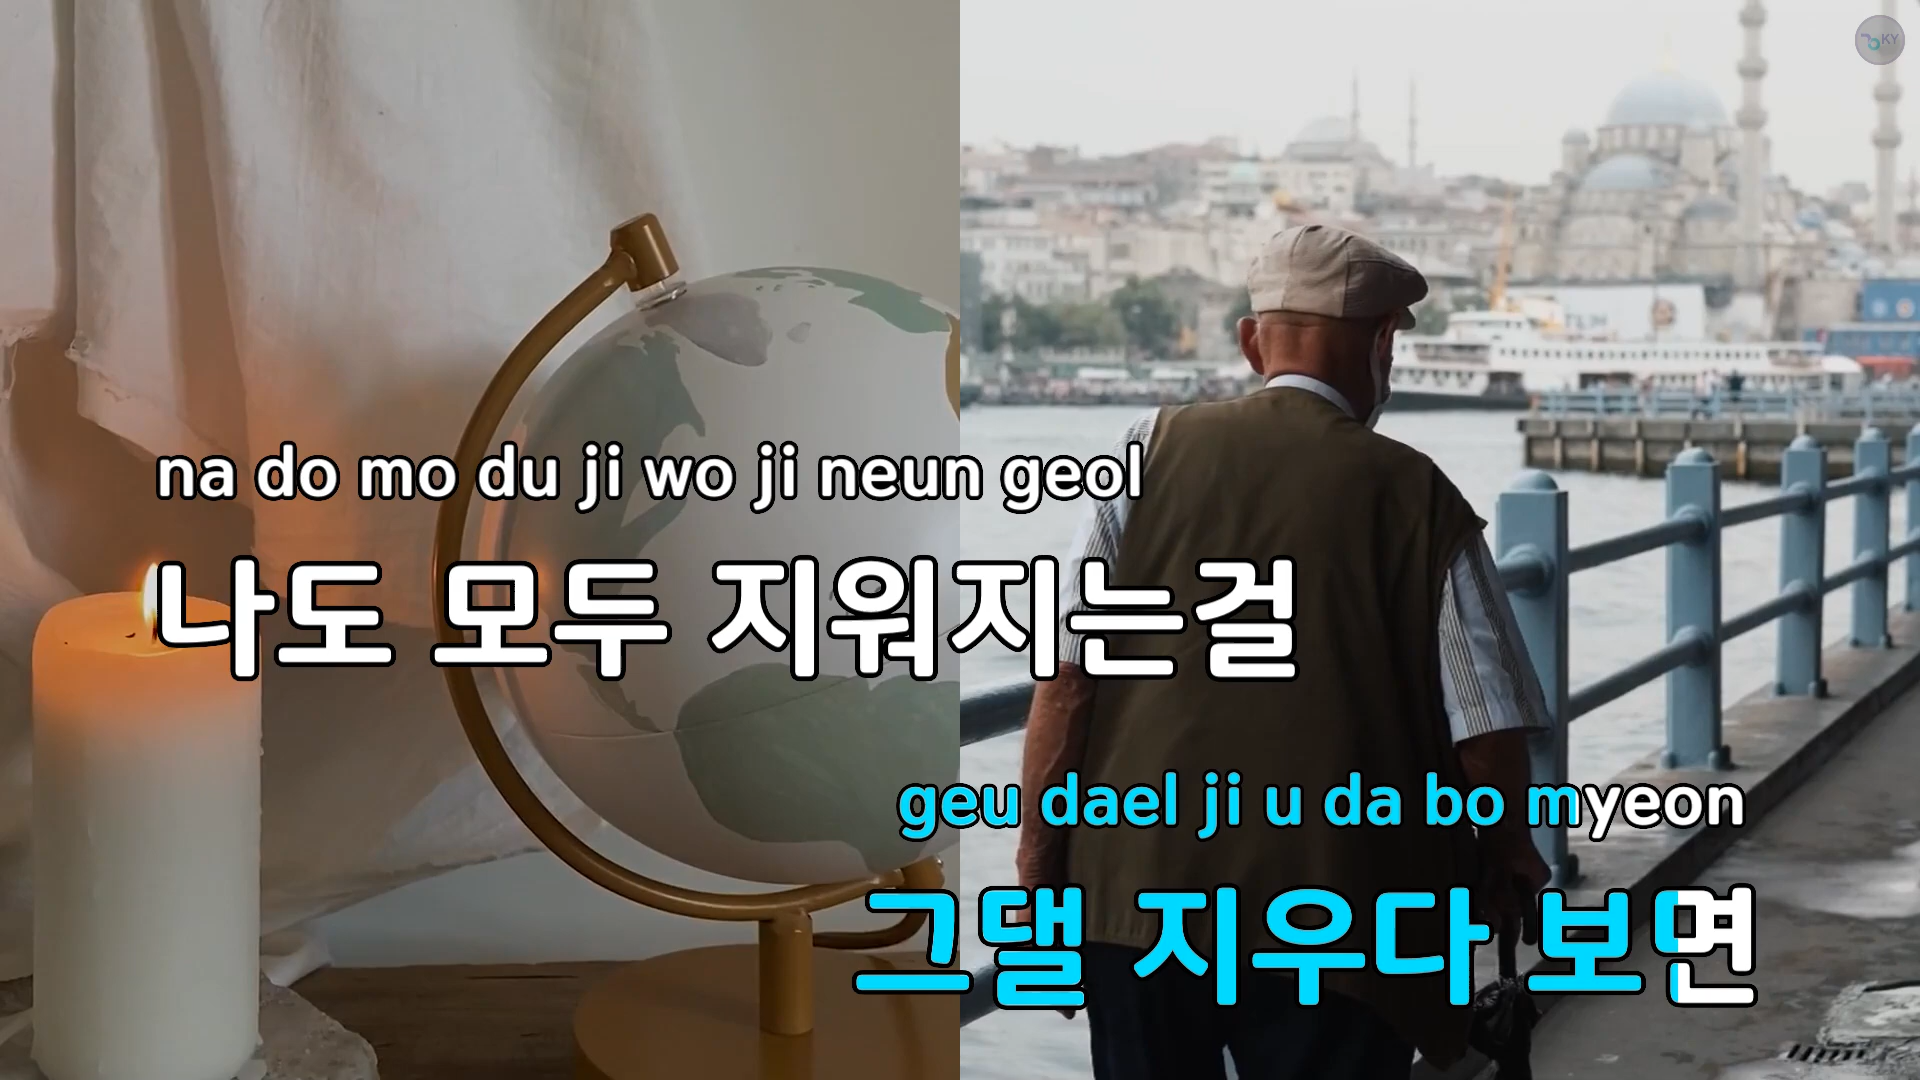 KY
na do mo du ji wo ji neun geol
나도 모두 지워지는걸
geu dael ji u da bo myeon
그댈 지우다 보면